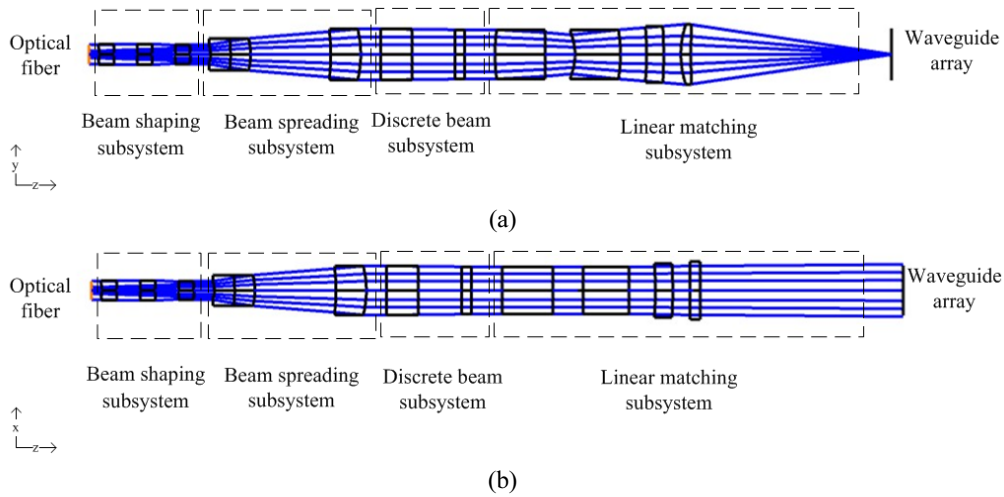 Optical
fiber
Waveguide
array
Beam shaping
subsystem
Beam spreading
subsystem
Discrete beam
subsystem
Linear matching
subsystem
y
z
(a)
Optical
fiber
Waveguide
array
Beam shaping
subsystem
Beam spreading
subsystem
Discrete beam
subsystem
Linear matching
subsystem
x
z
(b)